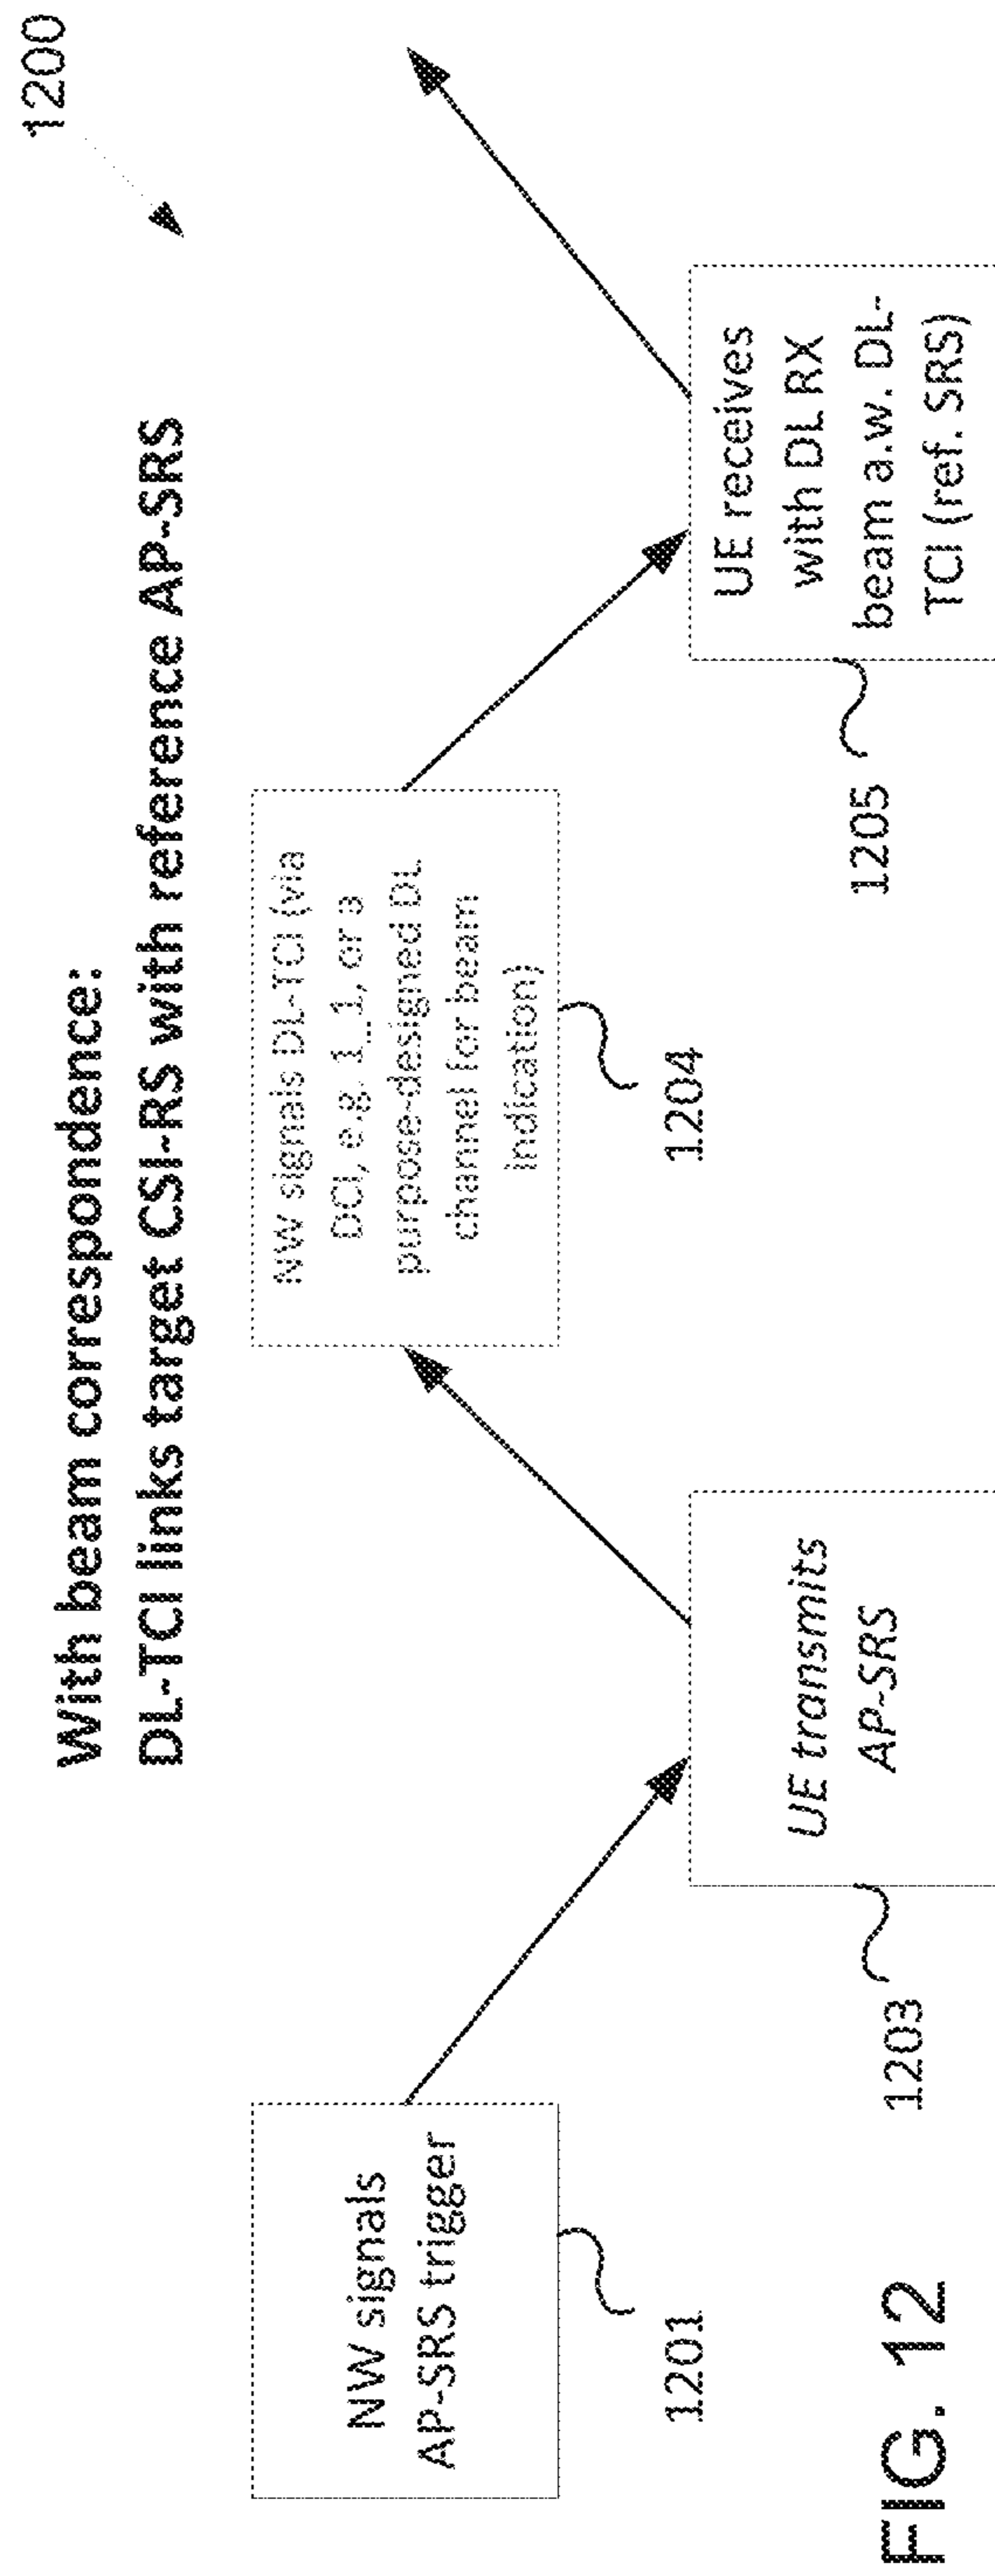 1200
With beam correspondence:
DL-TCI links target CSI-RS with reference AP-SRS
NW signals
AP-SRS trigger
1201
UE transmits
AP-SRS
1203
NW signals DL-TCI (via
DCI, e.g. 1_1, or a
purpose-designed DL
channel for beam
indication)
1204
UE receives
with DL RX
beam a.w. DL-
TCI (ref. SRS)
1205
FIG. 12